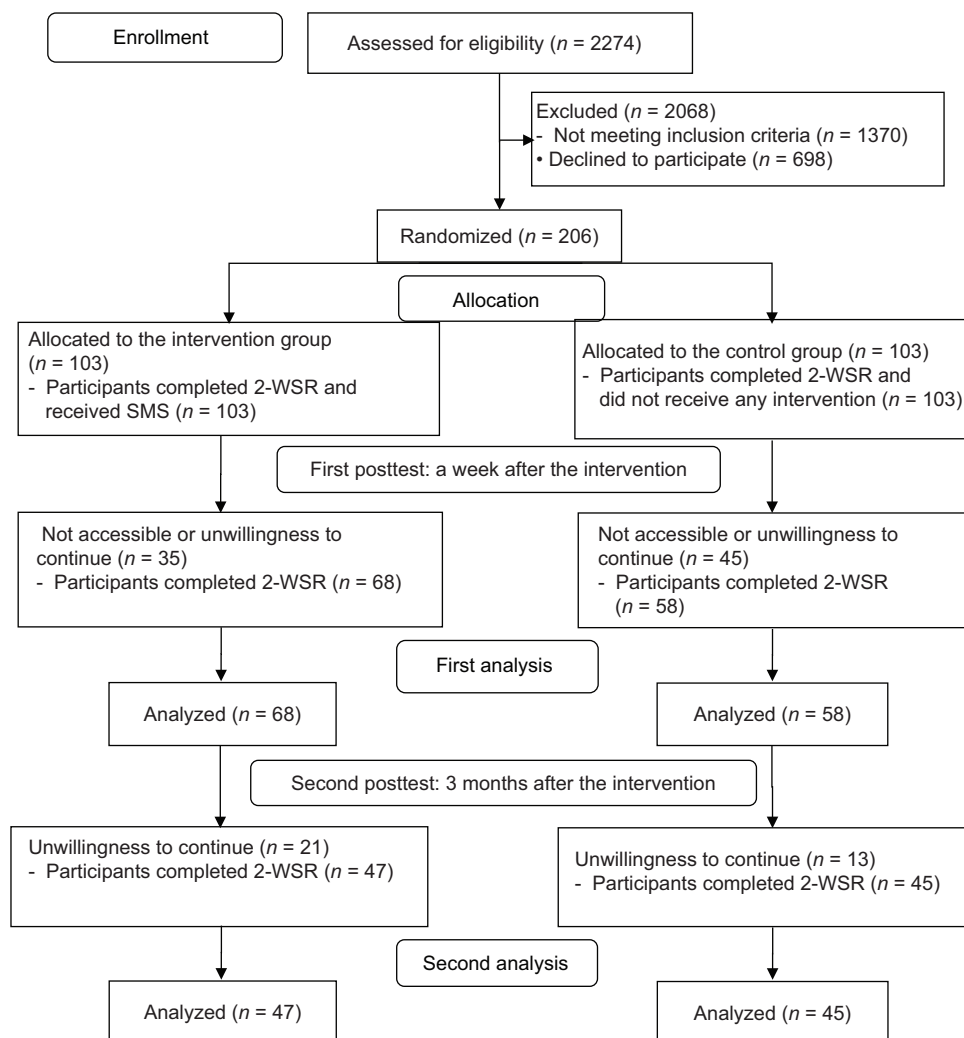 Enrollment
Assessed for eligibility (n = 2274)
Excluded (n = 2068)
- Not meeting inclusion criteria (n = 1370)
• Declined to participate (n = 698)
Randomized (n = 206)
Allocation
Allocated to the intervention group
(n = 103)
- Participants completed 2-WSR and
received SMS (n = 103)
Allocated to the control group (n = 103)
- Participants completed 2-WSR and
did not receive any intervention (n = 103)
First posttest: a week after the intervention
Not accessible or unwillingness to
continue (n = 35)
- Participants completed 2-WSR (n = 68)
Not accessible or unwillingness to
continue (n = 45)
- Participants completed 2-WSR
(n = 58)
First analysis
Analyzed (n = 68)
Analyzed (n = 58)
Second posttest: 3 months after the intervention
Unwillingness to continue (n = 21)
- Participants completed 2-WSR (n = 47)
Unwillingness to continue (n = 13)
- Participants completed 2-WSR (n = 45)
Second analysis
Analyzed (n = 47)
Analyzed (n = 45)